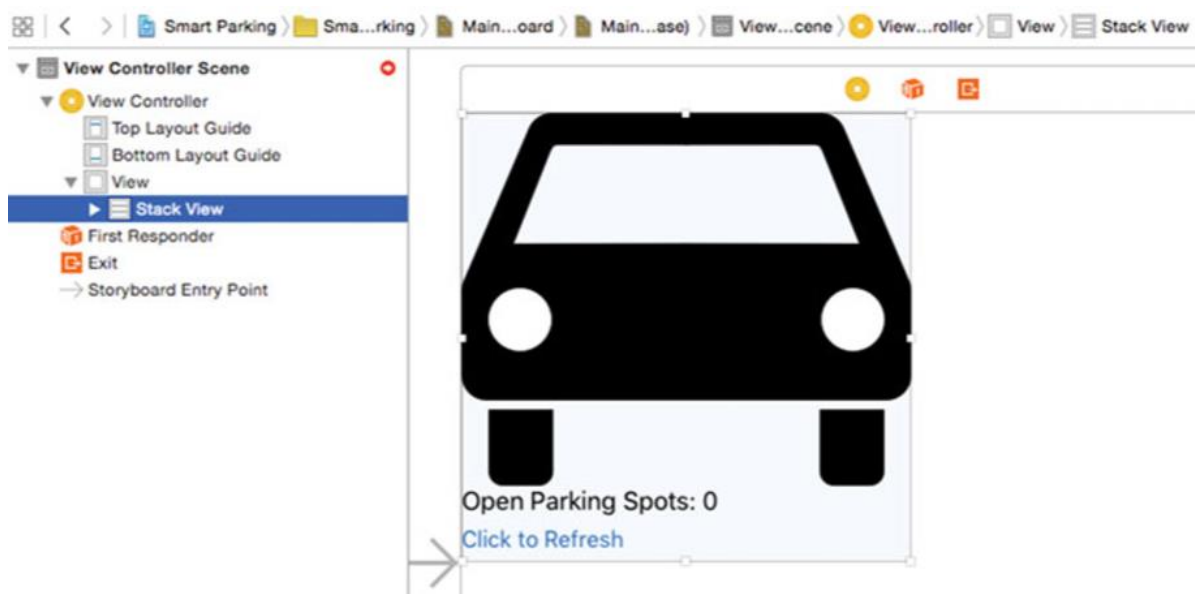 Smart Parking Sma...rking Main...oard Main...ase) View...cene View...roller View Stack View
View Controller Scene
View Controller
Top Layout Guide
Bottom Layout Guide
View
Stack View
First Responder
Exit
Storyboard Entry Point
Open Parking Spots: 0
Click to Refresh